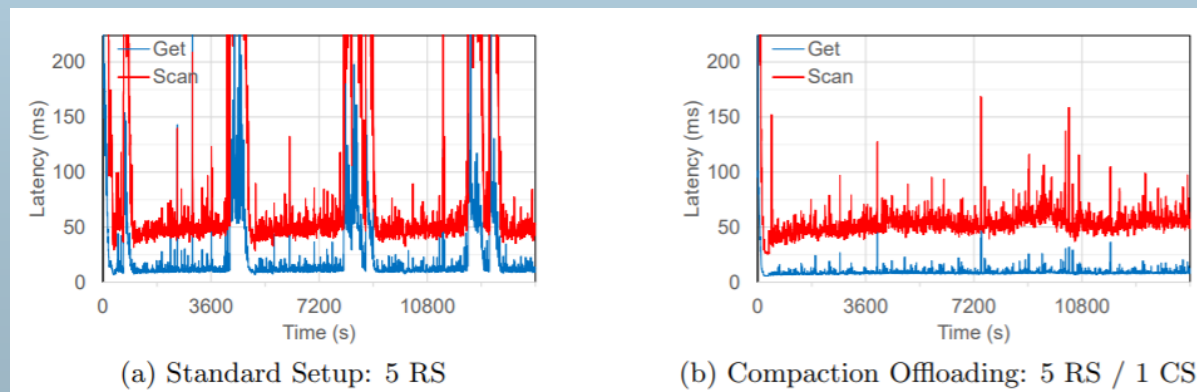 Get
Scan
200
150
100
50
0
Latency (ms)
0 3600 7200 10800
Time (s)
(a) Standard Setup: 5 RS
Get
Scan
200
150
100
50
0
Latency (ms)
0 3600 7200 10800
Time (s)
(b) Compaction Offloading: 5 RS / 1 CS